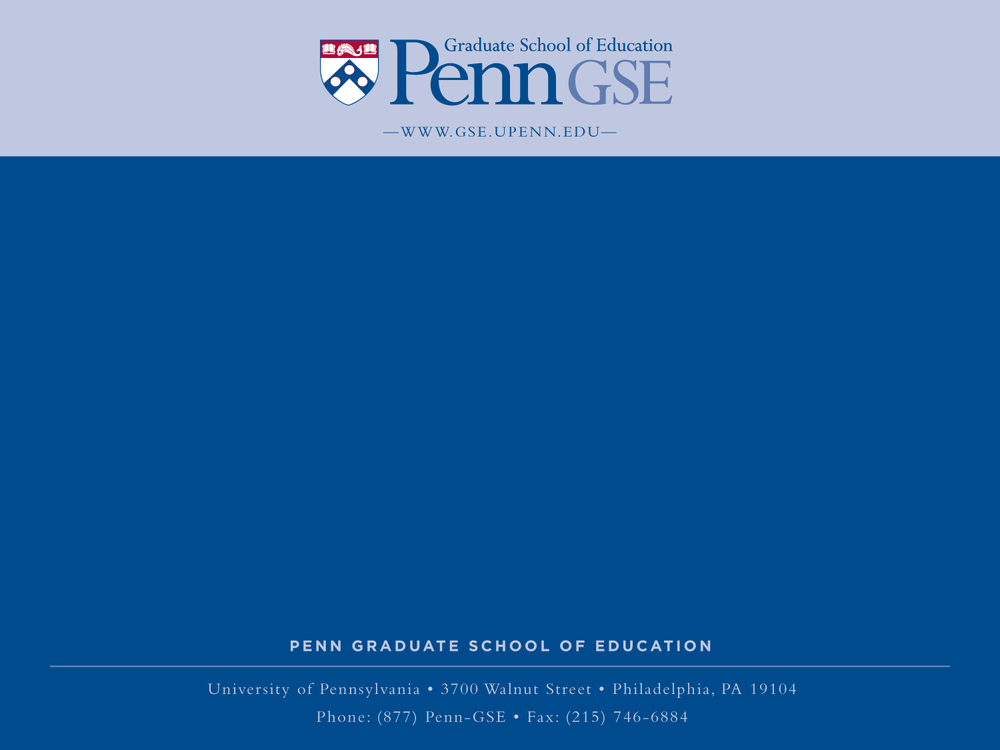 Graduate School of Education
Penn GSE
—WWW.GSE.UPENN.EDU—
PENN GRADUATE SCHOOL OF EDUCATION
University of Pennsylvania • 3700 Walnut Street • Philadelphia, PA 19104
Phone: (877) Penn-GSE • Fax: (215) 746-6884